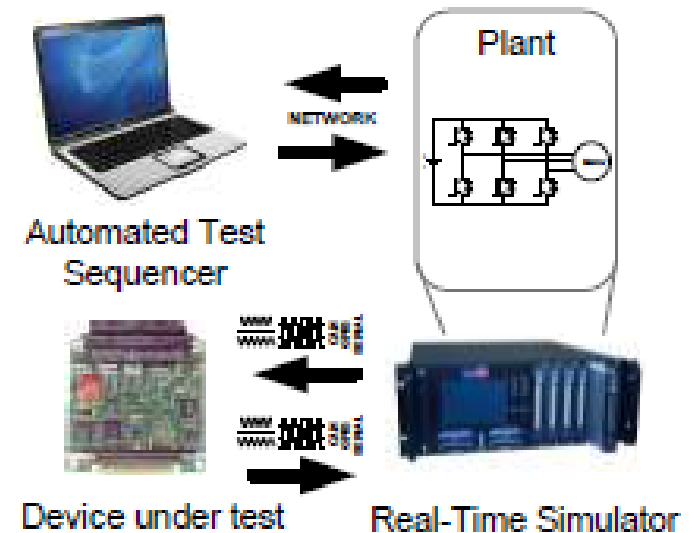 Plant
NETWORK
Automated Test
Sequencer
Device under test
Real-Time Simulator